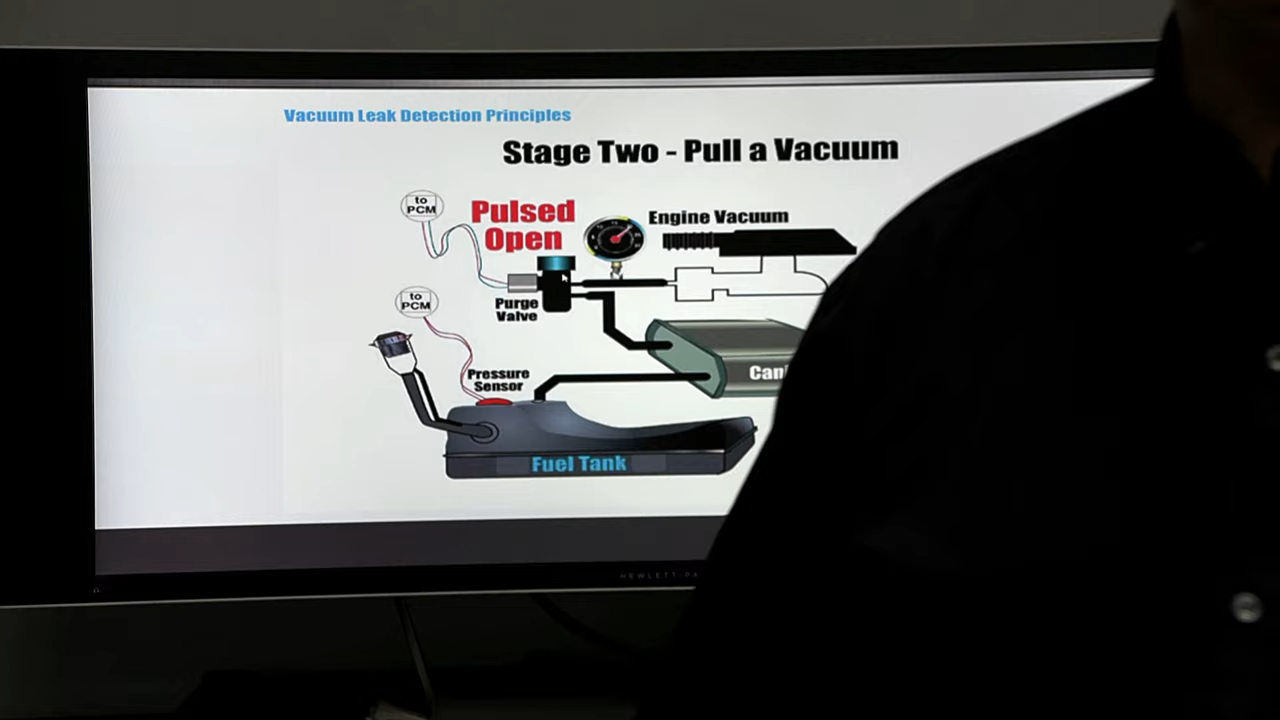 Vacuum Leak Detection Principles
Stage Two - Pull a Vacuum
to
PCM
Pulsed
Open
Engine Vacuum
Purge
Valve
to
PCM
Pressure
Sensor
Fuel Tank